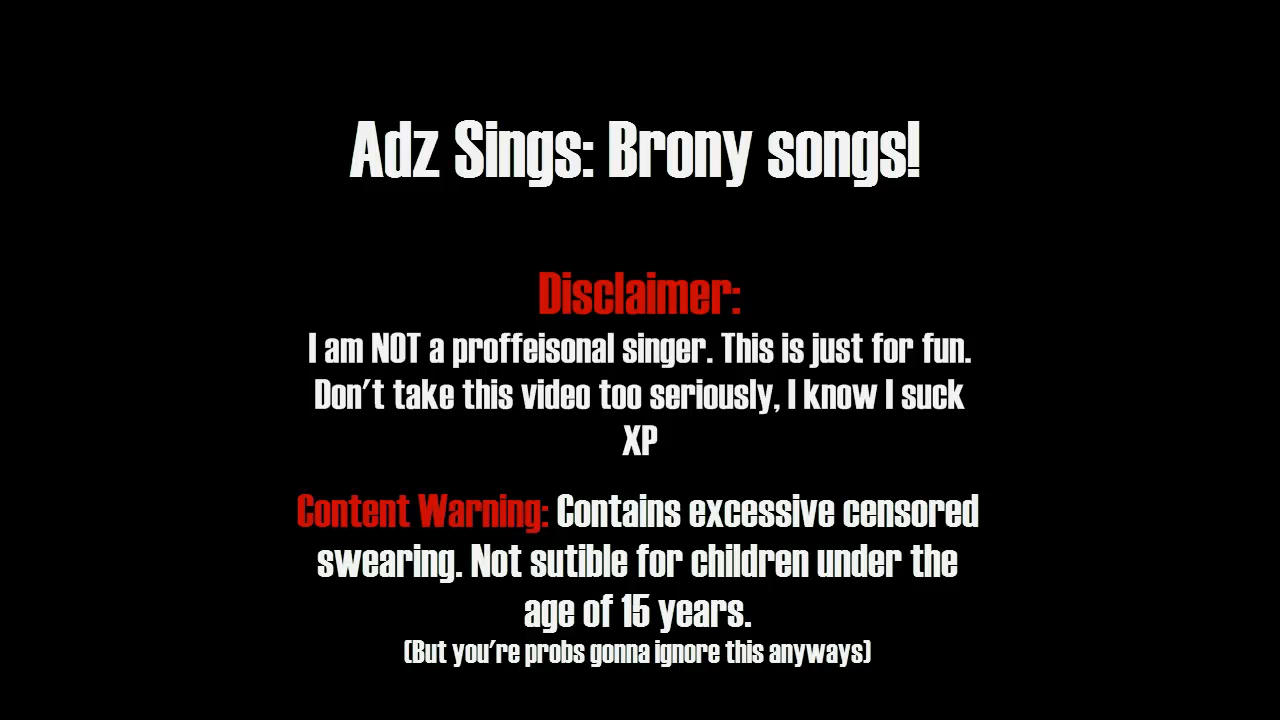 Adz Sings: Brony songs!
Disclaimer:
I am NOT a proffeisonal singer. This is just for fun.
Don't take this video too seriously, I know I suck
XP
Content Warning: Contains excessive censored
swearing. Not sutible for children under the
age of 15 years.
(But you're probs gonna ignore this anyways)